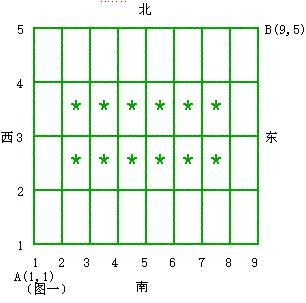 北
5 B(9,5)
4
* * * * * *
西 3 东
* * * * * *
2
1
1 2 3 4 5 6 7 8 9
A(1,1)
(图一) 南